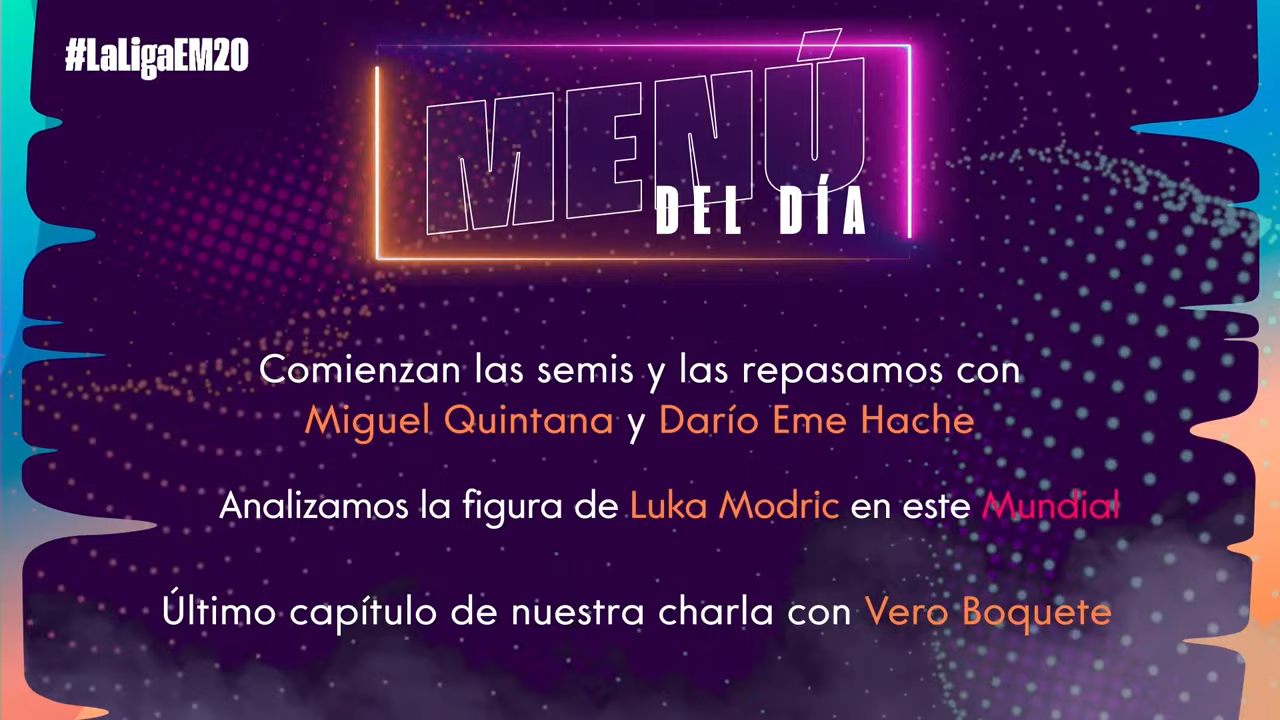 #LaLigaEM20
MENÚ
DEL DÍA
Comienzan las semis y las repasamos con
Miguel Quintana y Darío Eme Hache
Analizamos la figura de Luka Modric en este Mundial
Último capítulo de nuestra charla con Vero Boquete